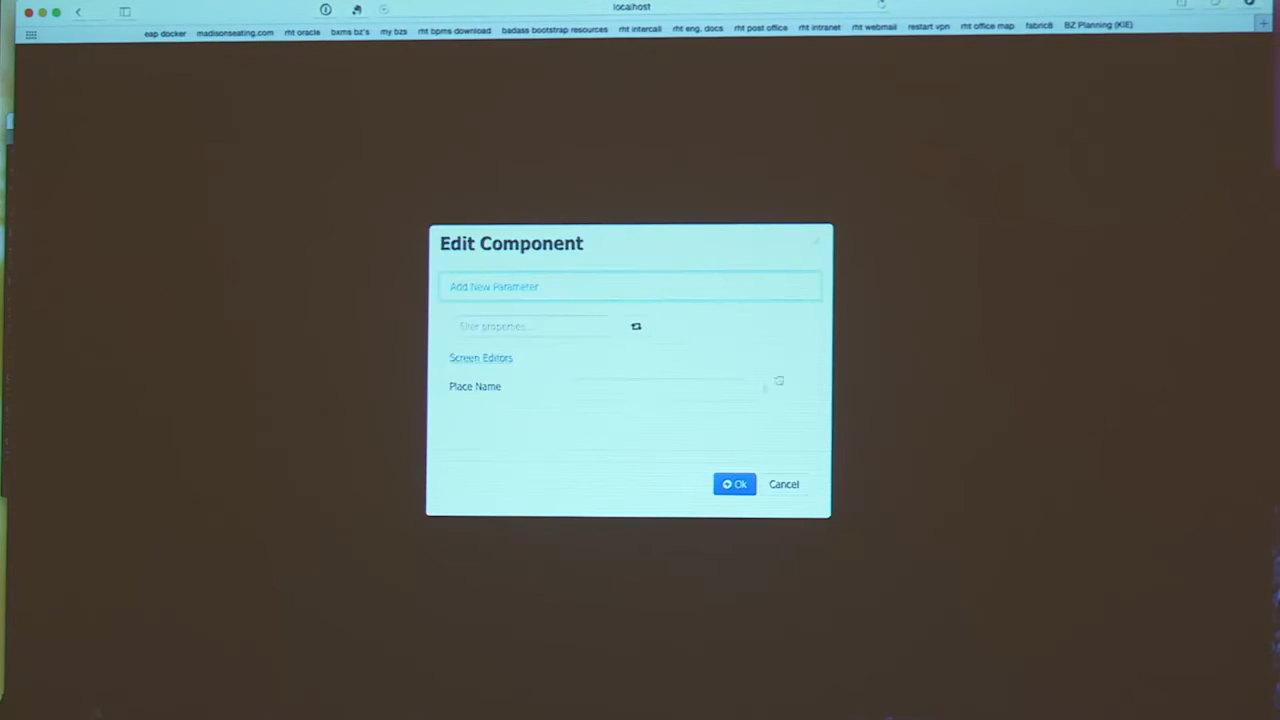 localhost
eap docker madisonseating.com rht oracle bxms bz's my bzs rht bpms download badass bootstrap resources rht intercall rht eng. docs rht post office rht intranet rht webmail restart vpn rht office map fabric8 BZ Planning (KIE)
Edit Component
Add New Parameter
filter properties...
Screen Editors
Place Name
Ok Cancel